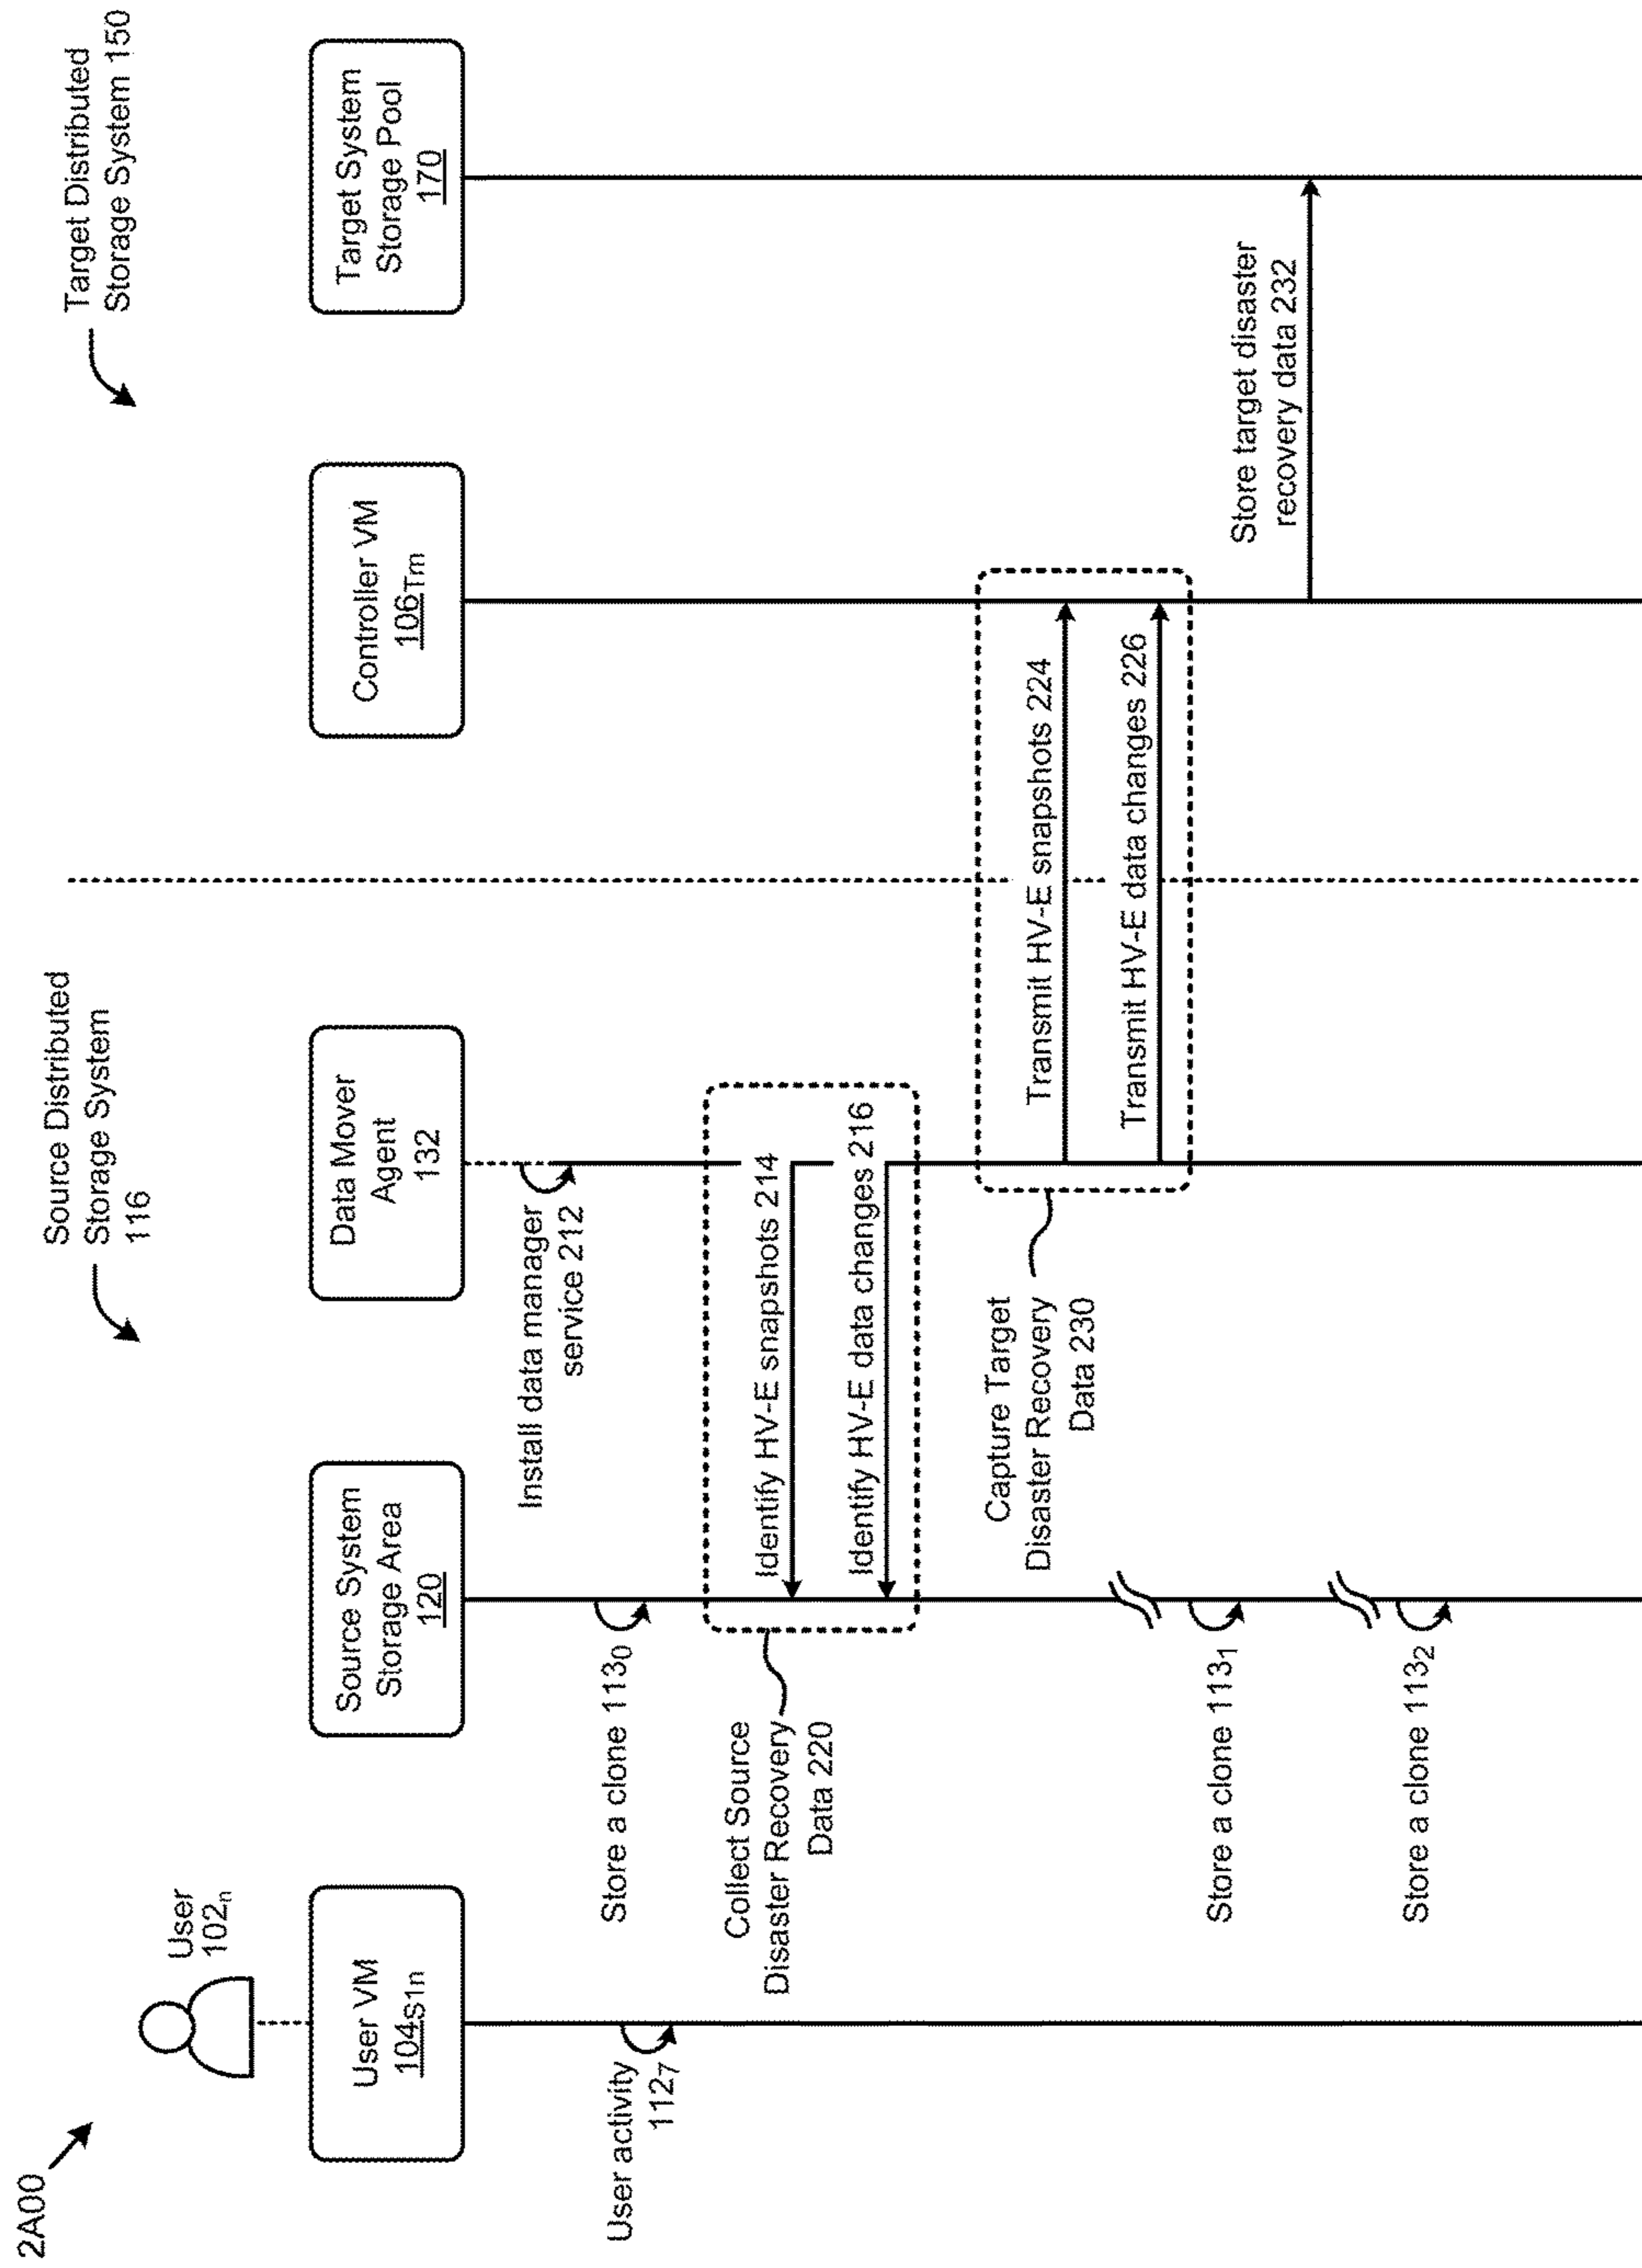 2A00
User
102n
Source Distributed
Storage System
116
Target Distributed
Storage System 150
User VM
104S1n
Source System
Storage Area
120
Data Mover
Agent
132
Controller VM
106Tm
Target System
Storage Pool
170
Install data manager
service 212
Store a clone 1130
User activity
1127
Identify HV-E snapshots 214
Identify HV-E data changes 216
Collect Source
Disaster Recovery
Data 220
Transmit HV-E snapshots 224
Transmit HV-E data changes 226
Capture Target
Disaster Recovery
Data 230
Store a clone 1131
Store target disaster
recovery data 232
Store a clone 1132